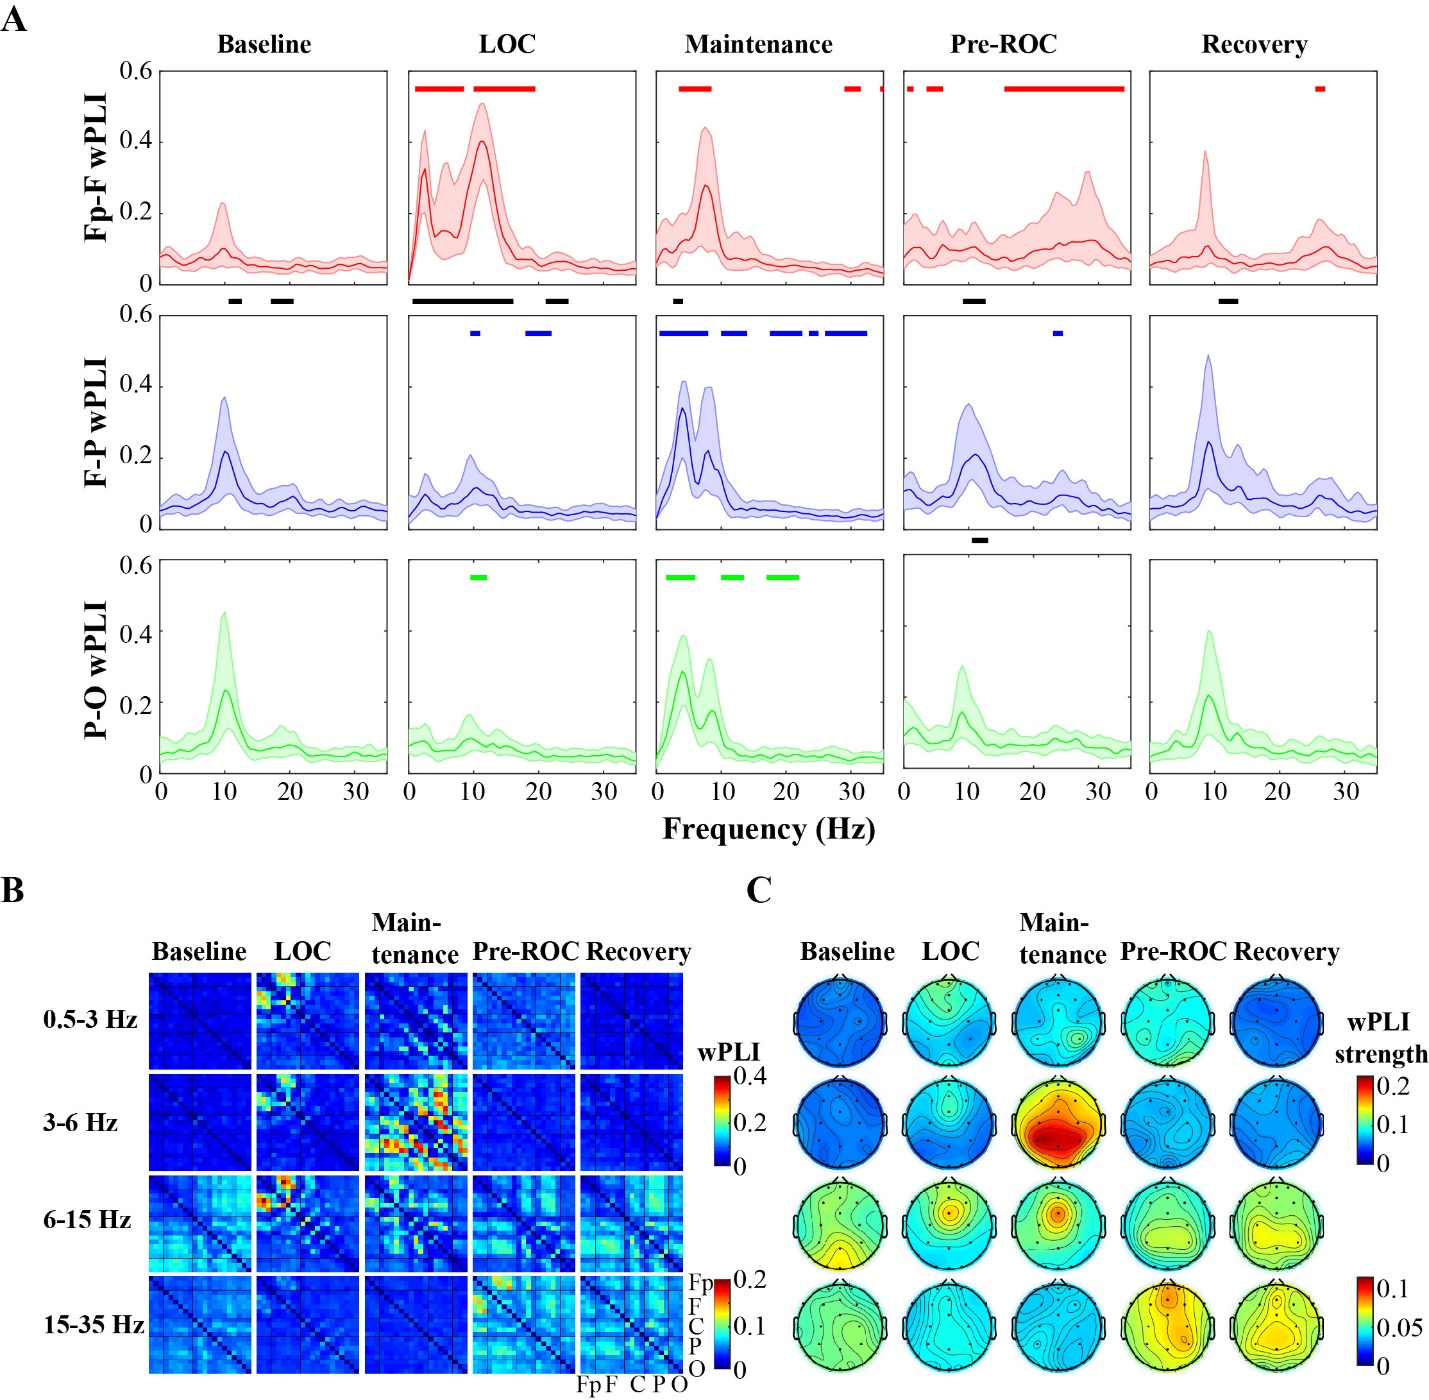 A
Baseline LOC Maintenance Pre-ROC Recovery
Fp-F wPLI
0.6
0.4
0.2
0
F-P wPLI
0.6
0.4
0.2
0
P-O wPLI
0.6
0.4
0.2
0
0 10 20 30 0 10 20 30 0 10 20 30 0 10 20 30 0 10 20 30
Frequency (Hz)
B
Baseline LOC Main-
tenance Pre-ROC Recovery
0.5-3 Hz
3-6 Hz
6-15 Hz
15-35 Hz
wPLI
0.4
0.2
0
Fp
F
C
P
O
Fp F C P O
0.2
0.1
0
C
Baseline LOC Main-
tenance Pre-ROC Recovery
wPLI
strength
0.2
0.1
0
0.1
0.05
0